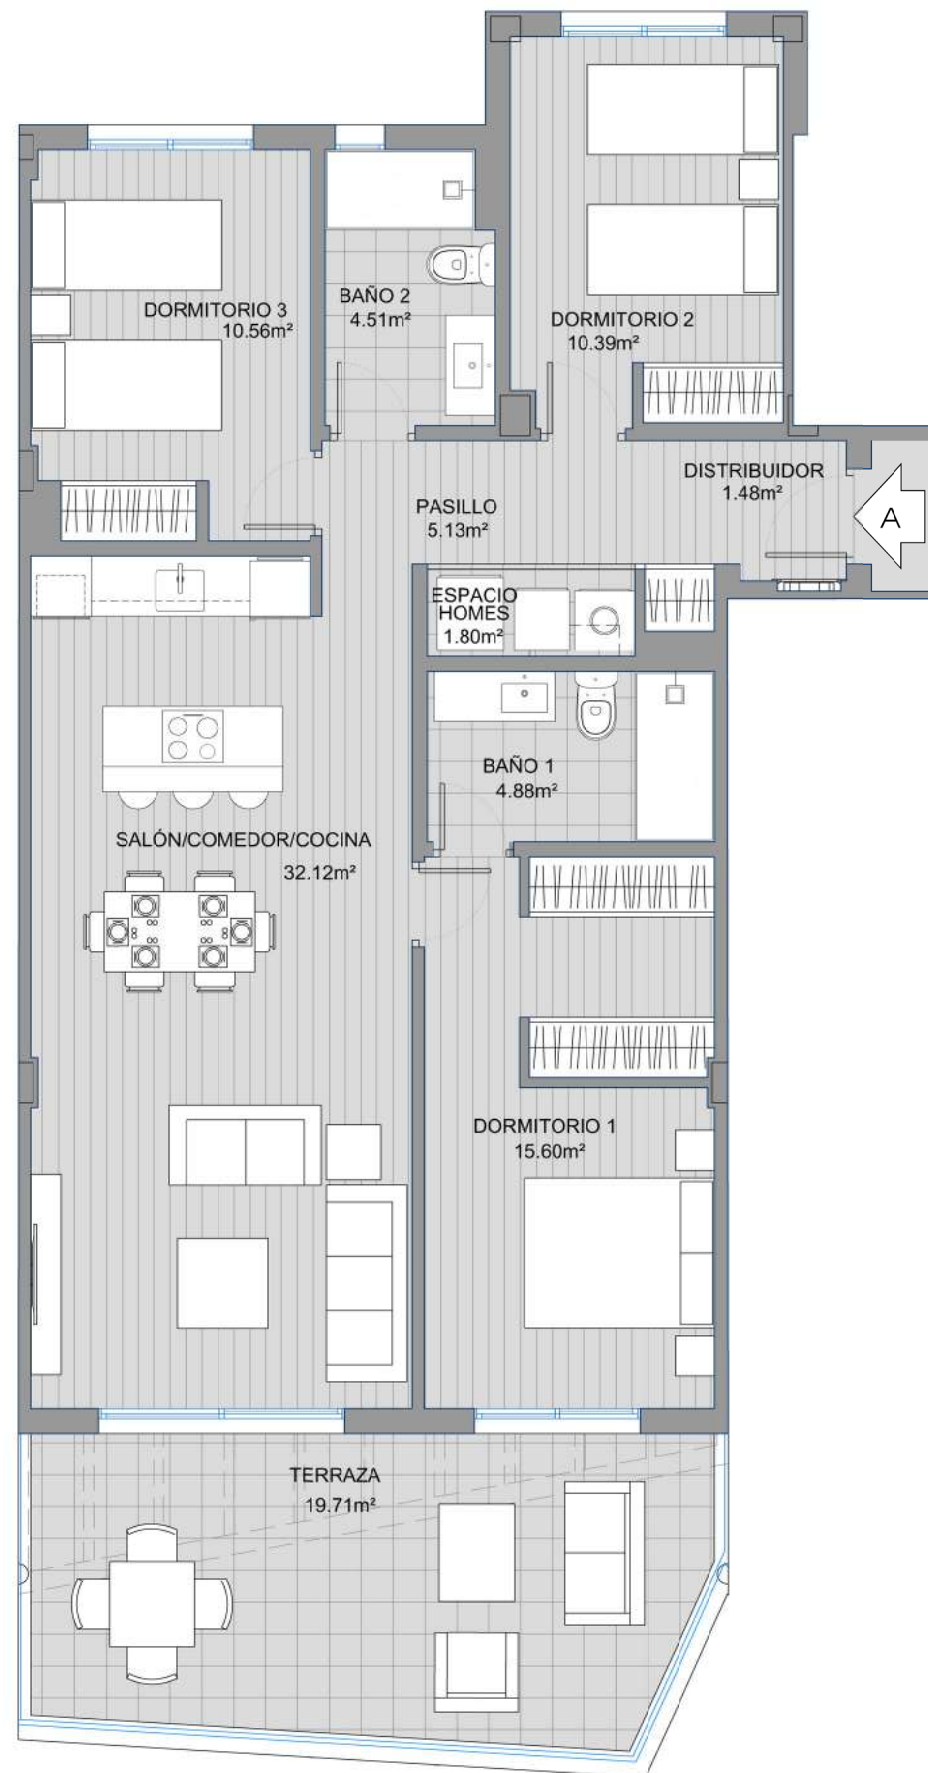 DORMITORIO 3
10.56m²
BAÑO 2
4.51m²
DORMITORIO 2
10.39m²
DISTRIBUIDOR
1.48m²
A
PASILLO
5.13m²
ESPACIO
HOMES
1.80m²
BAÑO 1
4.88m²
SALÓN/COMEDOR/COCINA
32.12m²
DORMITORIO 1
15.60m²
TERRAZA
19.71m²